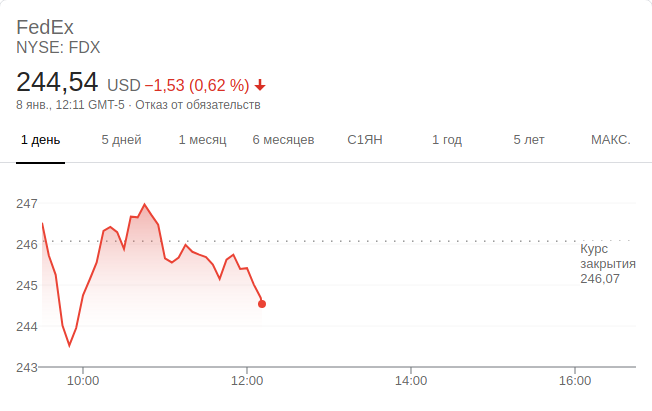 FedEx
NYSE: FDX
244,54 USD −1,53 (0,62 %)
8 янв., 12:11 GMT-5 · Отказ от обязательств
1 день 5 дней 1 месяц 6 месяцев С1ЯН 1 год 5 лет МАКС.
247
246
245
244
243
Курс
закрытия
246,07
10:00 12:00 14:00 16:00